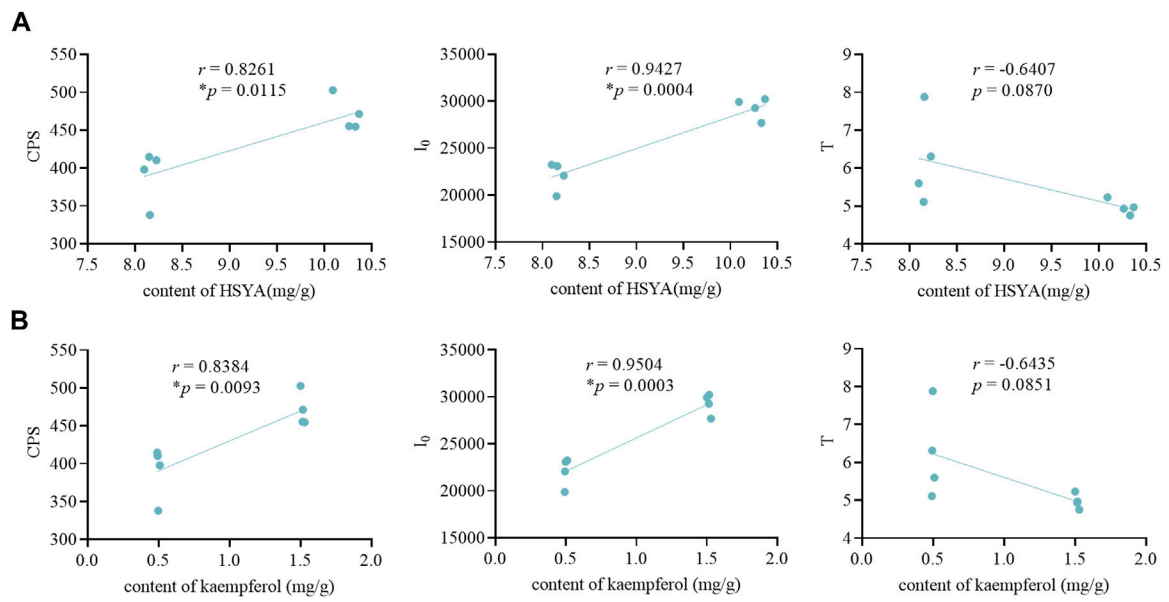 A
r = 0.8261
*p = 0.0115
CPS
550
500
450
400
350
300
7.5 8.0 8.5 9.0 9.5 10.0 10.5
content of HSYA(mg/g)
r = 0.9427
*p = 0.0004
I0
35000
30000
25000
20000
15000
7.5 8.0 8.5 9.0 9.5 10.0 10.5
content of HSYA(mg/g)
r = -0.6407
p = 0.0870
T
9
8
7
6
5
4
7.5 8.0 8.5 9.0 9.5 10.0 10.5
content of HSYA(mg/g)
B
r = 0.8384
*p = 0.0093
CPS
550
500
450
400
350
300
0.0 0.5 1.0 1.5 2.0
content of kaempferol (mg/g)
r = 0.9504
*p = 0.0003
I0
35000
30000
25000
20000
15000
0.0 0.5 1.0 1.5 2.0
content of kaempferol (mg/g)
r = -0.6435
p = 0.0851
T
9
8
7
6
5
4
0.0 0.5 1.0 1.5 2.0
content of kaempferol (mg/g)